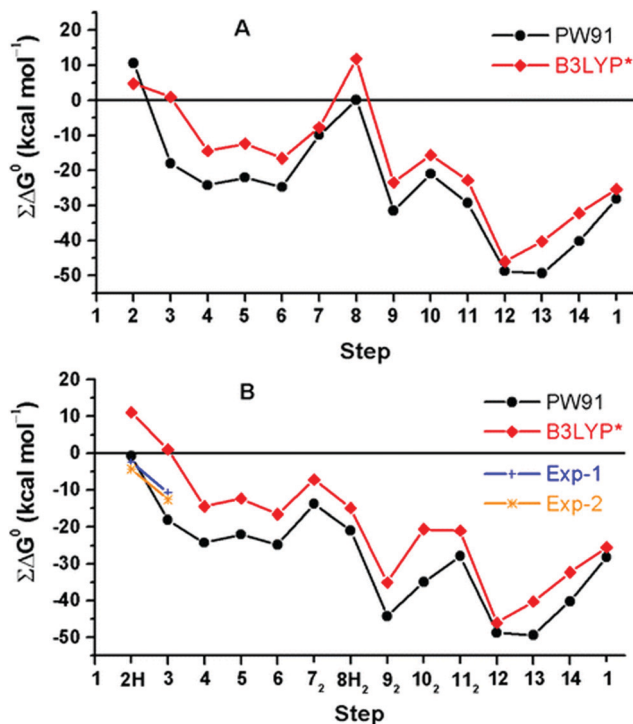 A
PW91
B3LYP*
20
10
0
-10
-20
-30
-40
-50
ΣΔG⁰ (kcal mol⁻¹)
1 2 3 4 5 6 7 8 9 10 11 12 13 14 1
Step
B
PW91
B3LYP*
Exp-1
Exp-2
20
10
0
-10
-20
-30
-40
-50
ΣΔG⁰ (kcal mol⁻¹)
1 2H 3 4 5 6 7₂ 8H₂ 9₂ 10₂ 11₂ 12 13 14 1
Step